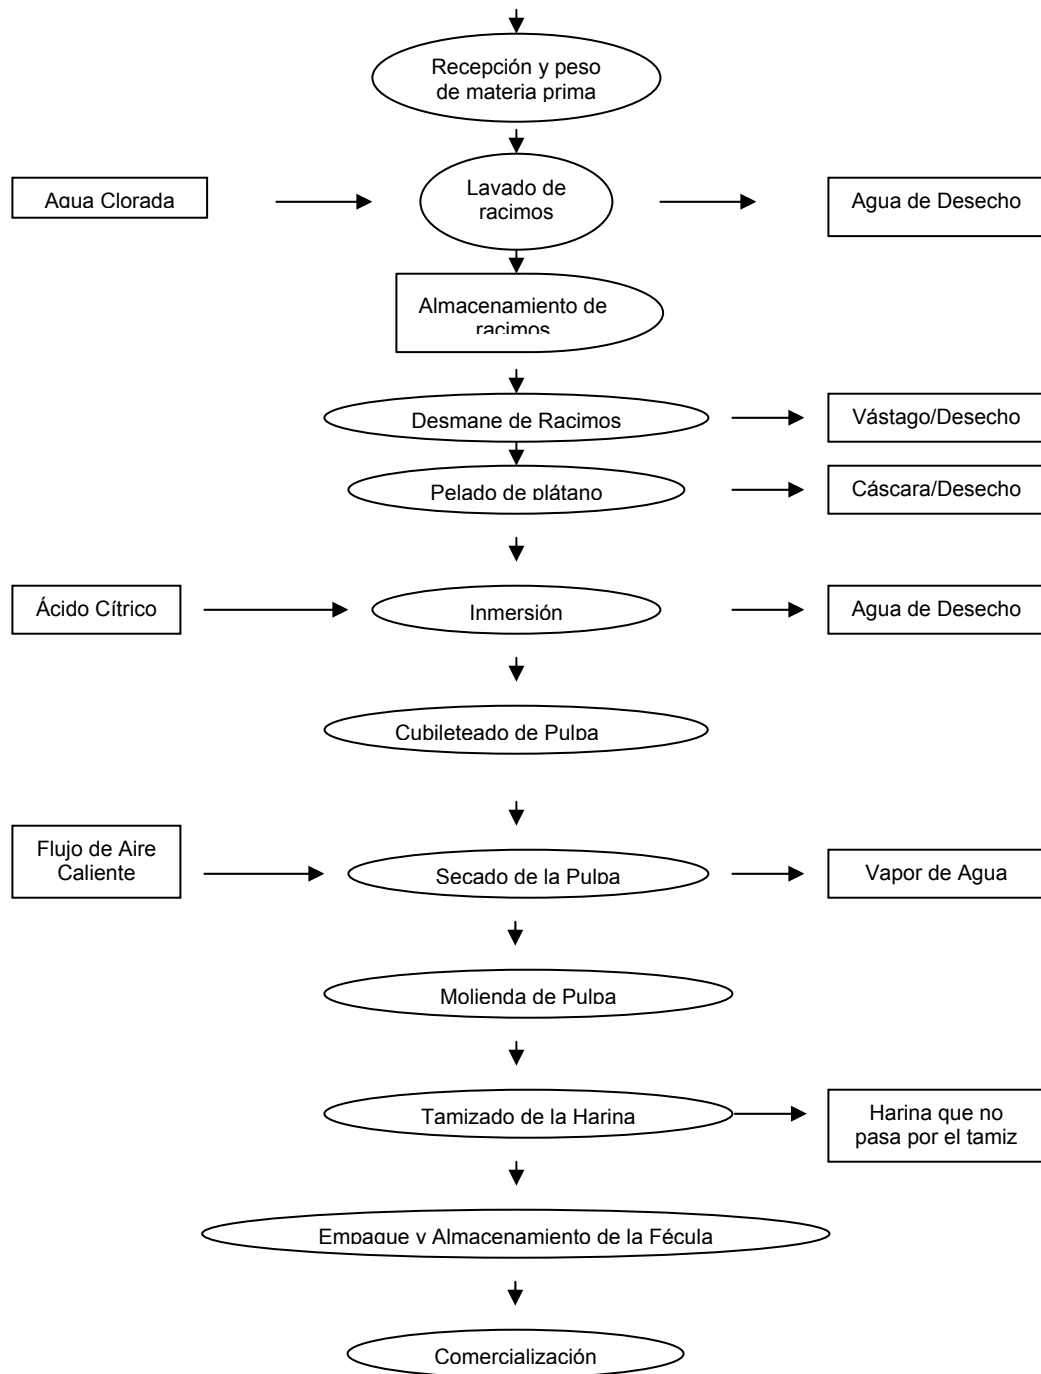 Recepción y peso
de materia prima
Agua Clorada
Lavado de
racimos
Agua de Desecho
Almacenamiento de
racimos
Desmane de Racimos
Vástago/Desecho
Pelado de plátano
Cáscara/Desecho
Ácido Cítrico
Inmersión
Agua de Desecho
Cubileteado de Pulpa
Flujo de Aire
Caliente
Secado de la Pulpa
Vapor de Agua
Molienda de Pulpa
Tamizado de la Harina
Harina que no
pasa por el tamiz
Empaque y Almacenamiento de la Fécula
Comercialización